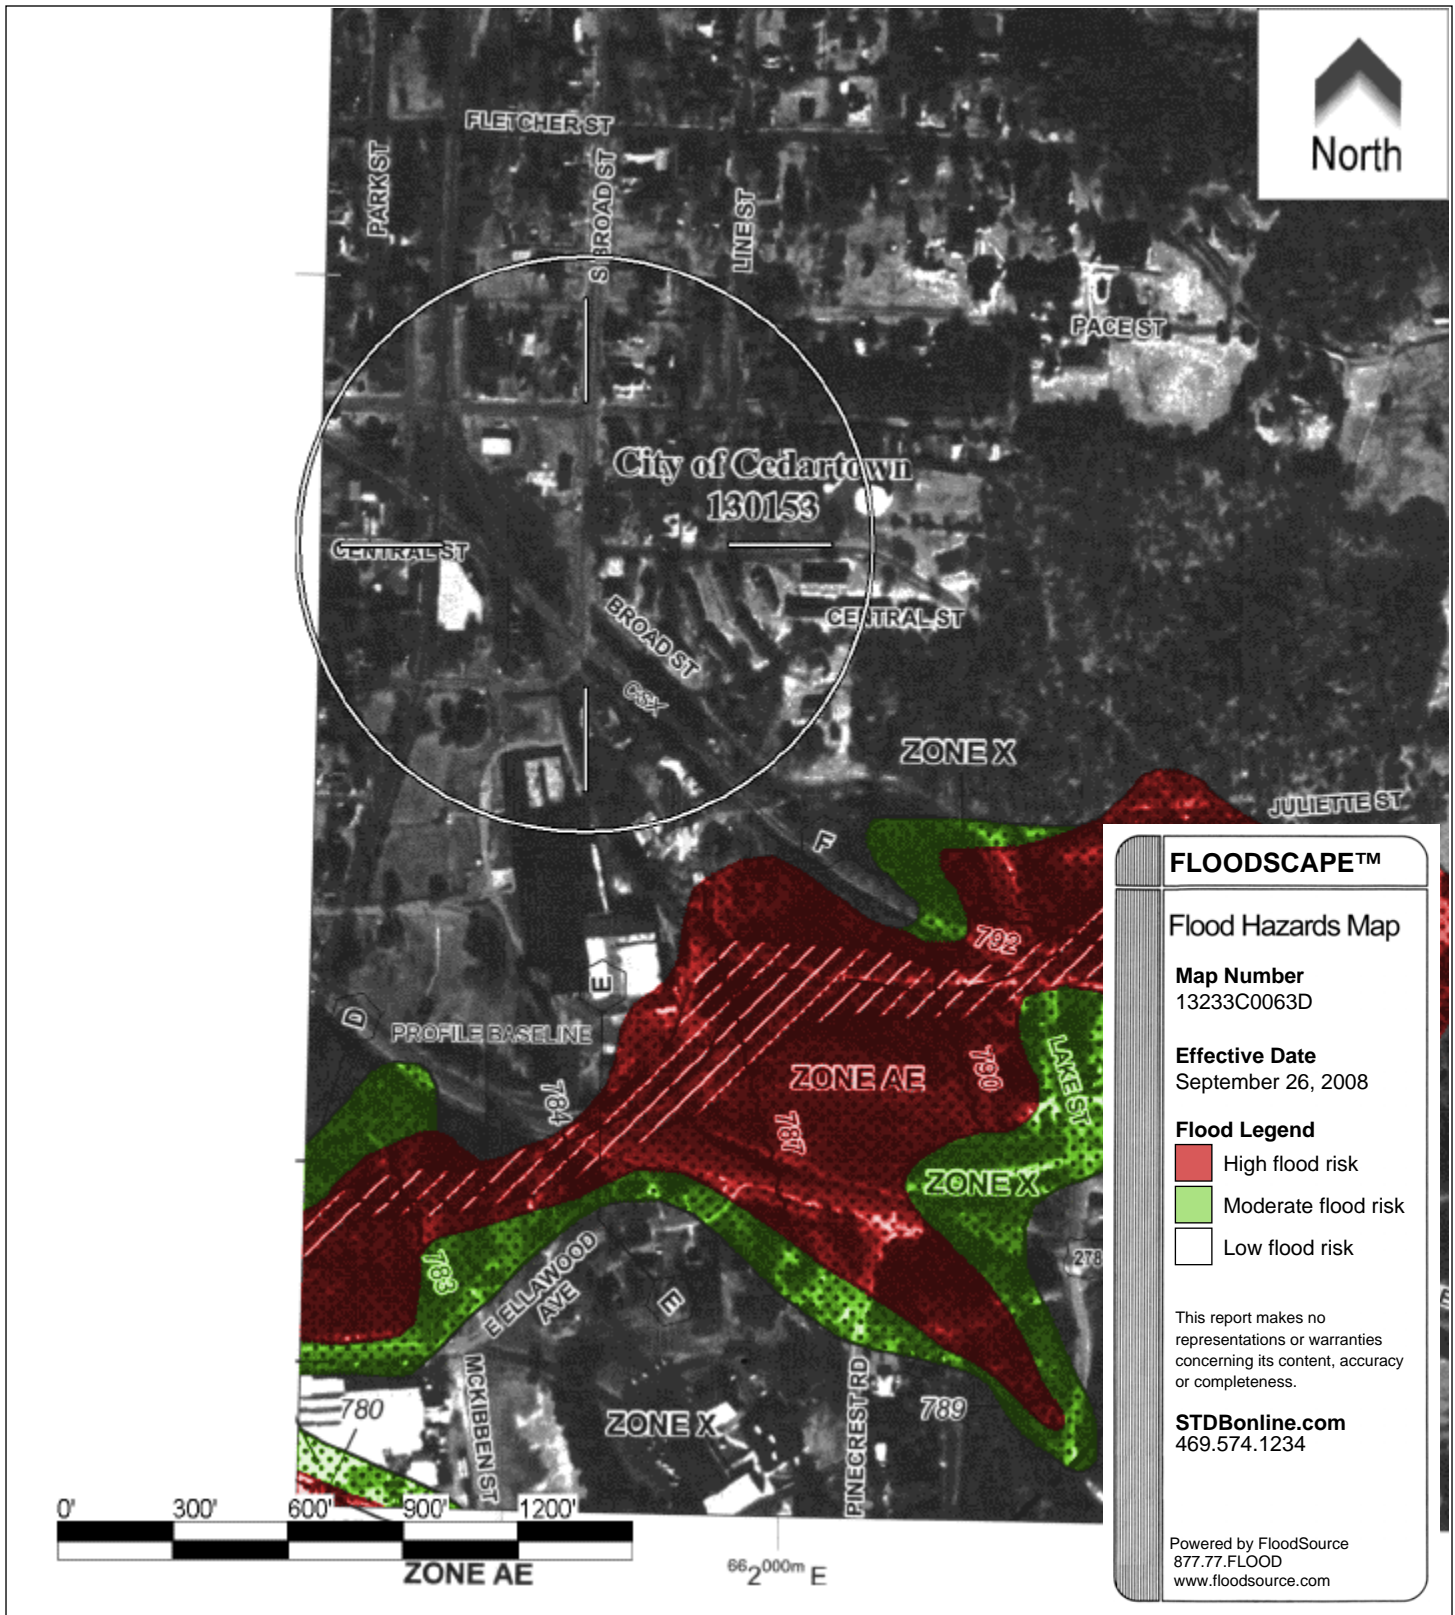 North
FLETCHER ST
PARK ST
S BROAD ST
LINE ST
PACE ST
City of Cedartown
130153
CENTRAL ST
BROAD ST
CENTRAL ST
CSX
ZONE X
JULIETTE ST
F
792
E
D
PROFILE BASELINE
ZONE AE
790
LAKE ST
784
787
ZONE X
783
E ELLAWOOD
AVE
E
278
MCKIBBEN ST
780
ZONE X
PINECREST RD
789
0' 300' 600' 900' 1200'
ZONE AE
662000m E
FLOODSCAPE™
Flood Hazards Map
Map Number
13233C0063D
Effective Date
September 26, 2008
Flood Legend
High flood risk
Moderate flood risk
Low flood risk
This report makes no
representations or warranties
concerning its content, accuracy
or completeness.
STDBonline.com
469.574.1234
Powered by FloodSource
877.77.FLOOD
www.floodsource.com